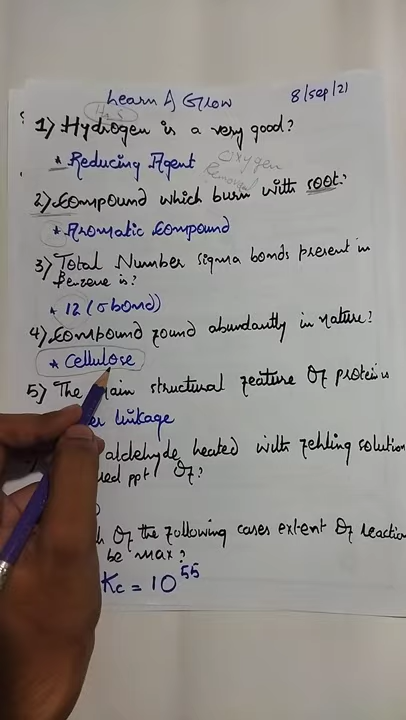 Learn & Grow 8/sep/21
H2S
1) Hydrogen is a very good?
* Reducing Agent
Oxygen
Removal
2) Compound which burn with soot?
* Aromatic Compound
3) Total Number sigma bonds present in
Benzene is?
* 12 (σ bond)
4) Compound found abundantly in nature?
* Cellulose
5) The main structural feature Of protein is
linkage
aldehyde heated with fehling solution
ppt Of?
Of the following cases extent Of reaction
be max?
Kc = 10^55